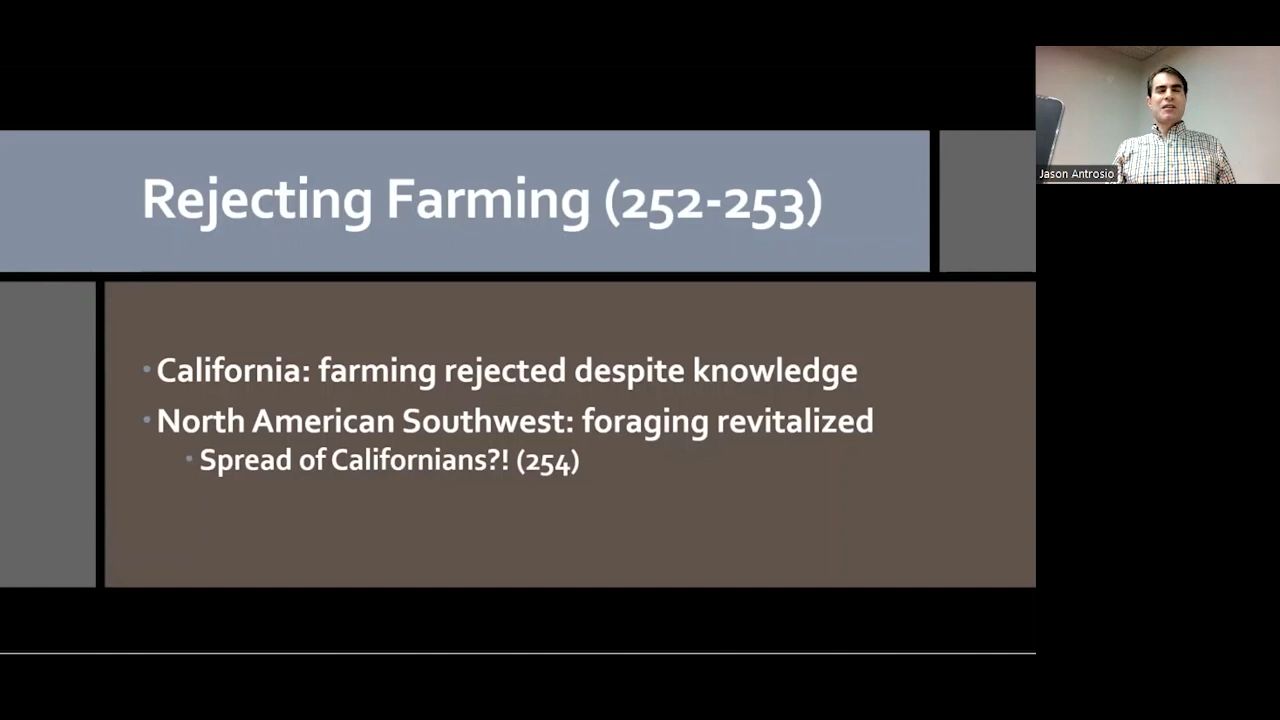 Rejecting Farming (252-253)
Jason Antrosio
• California: farming rejected despite knowledge
• North American Southwest: foraging revitalized
• Spread of Californians?! (254)